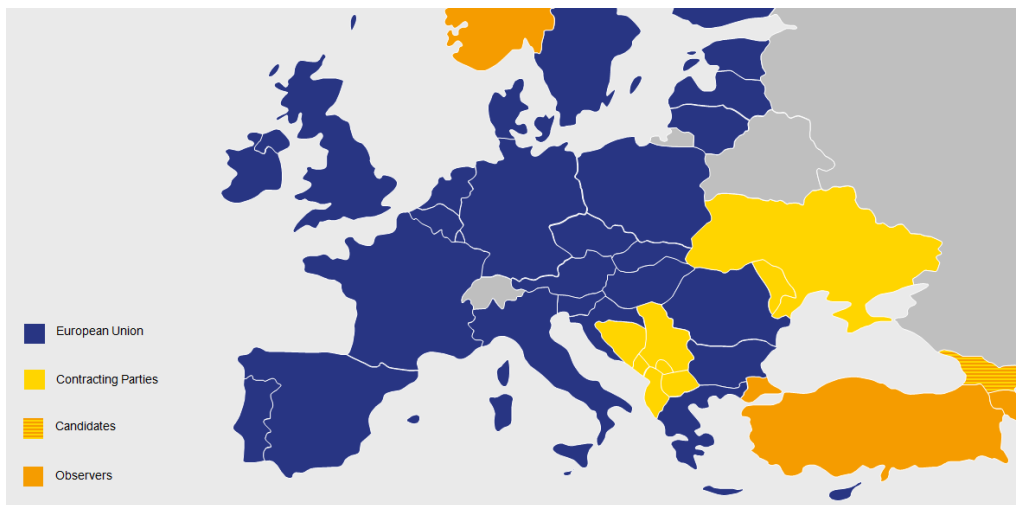 European Union
Contracting Parties
Candidates
Observers